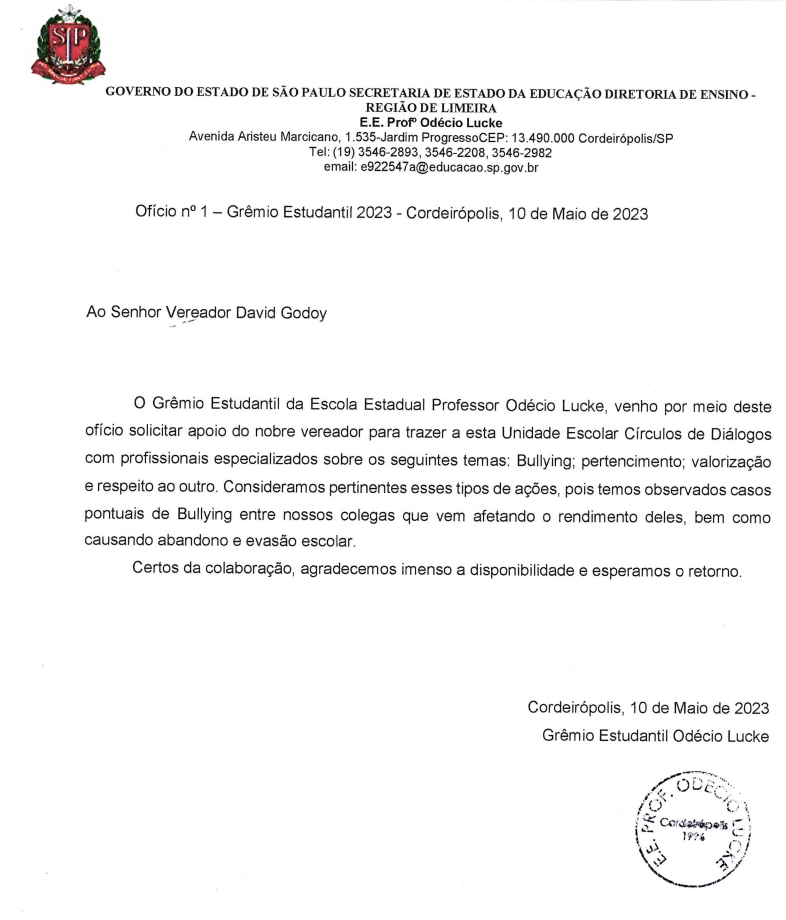 SP
GOVERNO DO ESTADO DE SÃO PAULO SECRETARIA DE ESTADO DA EDUCAÇÃO DIRETORIA DE ENSINO -
REGIÃO DE LIMEIRA
E.E. Profº Odécio Lucke
Avenida Aristeu Marcicano, 1.535-Jardim ProgressoCEP: 13.490.000 Cordeirópolis/SP
Tel: (19) 3546-2893, 3546-2208, 3546-2982
email: e922547a@educacao.sp.gov.br
Ofício nº 1 – Grêmio Estudantil 2023 - Cordeirópolis, 10 de Maio de 2023
Ao Senhor Vereador David Godoy
O Grêmio Estudantil da Escola Estadual Professor Odécio Lucke, venho por meio deste
ofício solicitar apoio do nobre vereador para trazer a esta Unidade Escolar Círculos de Diálogos
com profissionais especializados sobre os seguintes temas: Bullying; pertencimento; valorização
e respeito ao outro. Consideramos pertinentes esses tipos de ações, pois temos observados casos
pontuais de Bullying entre nossos colegas que vem afetando o rendimento deles, bem como
causando abandono e evasão escolar.
Certos da colaboração, agradecemos imenso a disponibilidade e esperamos o retorno.
Cordeirópolis, 10 de Maio de 2023
Grêmio Estudantil Odécio Lucke
E.E. PROF. ODECIO LUCKE
Cordeirópolis
1996